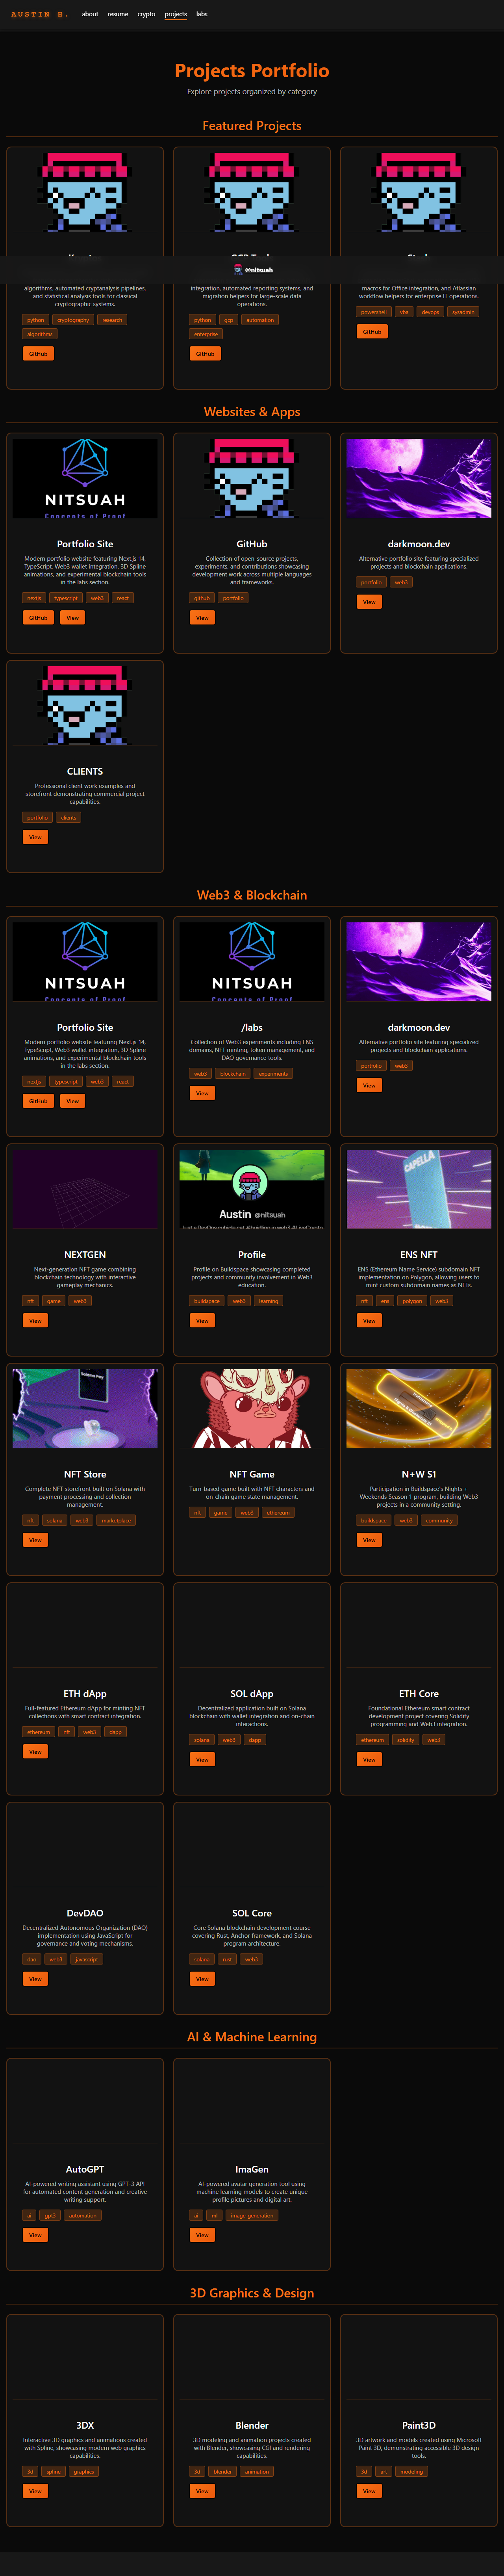 AUSTIN H.
about
resume
crypto
projects
labs
Projects Portfolio
Explore projects organized by category
Featured Projects
@nitsuah
algorithms, automated cryptanalysis pipelines,
and statistical analysis tools for classical
cryptographic systems.
python
cryptography
research
algorithms
GitHub
integration, automated reporting systems, and
migration helpers for large-scale data
operations.
python
gcp
automation
enterprise
GitHub
macros for Office integration, and Atlassian
workflow helpers for enterprise IT operations.
powershell
vba
devops
sysadmin
GitHub
Websites & Apps
NITSUAH
Concepts of Proof
Portfolio Site
Modern portfolio website featuring Next.js 14,
TypeScript, Web3 wallet integration, 3D Spline
animations, and experimental blockchain tools
in the labs section.
nextjs
typescript
web3
react
GitHub
View
GitHub
Collection of open-source projects,
experiments, and contributions showcasing
development work across multiple languages
and frameworks.
github
portfolio
View
darkmoon.dev
Alternative portfolio site featuring specialized
projects and blockchain applications.
portfolio
web3
View
CLIENTS
Professional client work examples and
storefront demonstrating commercial project
capabilities.
portfolio
clients
View
Web3 & Blockchain
NITSUAH
Concepts of Proof
Portfolio Site
Modern portfolio website featuring Next.js 14,
TypeScript, Web3 wallet integration, 3D Spline
animations, and experimental blockchain tools
in the labs section.
nextjs
typescript
web3
react
GitHub
View
NITSUAH
Concepts of Proof
/labs
Collection of Web3 experiments including ENS
domains, NFT minting, token management, and
DAO governance tools.
web3
blockchain
experiments
View
darkmoon.dev
Alternative portfolio site featuring specialized
projects and blockchain applications.
portfolio
web3
View
NEXTGEN
Next-generation NFT game combining
blockchain technology with interactive
gameplay mechanics.
nft
game
web3
View
Austin @nitsuah
Profile
Profile on Buildspace showcasing completed
projects and community involvement in Web3
education.
buildspace
web3
learning
View
CAPELLA
ENS NFT
ENS (Ethereum Name Service) subdomain NFT
implementation on Polygon, allowing users to
mint custom subdomain names as NFTs.
nft
ens
polygon
web3
View
Solana Pay
NFT Store
Complete NFT storefront built on Solana with
payment processing and collection
management.
nft
solana
web3
marketplace
View
NFT Game
Turn-based game built with NFT characters and
on-chain game state management.
nft
game
web3
ethereum
View
N+W S1
Participation in Buildspace's Nights +
Weekends Season 1 program, building Web3
projects in a community setting.
buildspace
web3
community
View
ETH dApp
Full-featured Ethereum dApp for minting NFT
collections with smart contract integration.
ethereum
nft
web3
dapp
View
SOL dApp
Decentralized application built on Solana
blockchain with wallet integration and on-chain
interactions.
solana
web3
dapp
View
ETH Core
Foundational Ethereum smart contract
development project covering Solidity
programming and Web3 integration.
ethereum
solidity
web3
View
DevDAO
Decentralized Autonomous Organization (DAO)
implementation using JavaScript for
governance and voting mechanisms.
dao
web3
javascript
View
SOL Core
Core Solana blockchain development course
covering Rust, Anchor framework, and Solana
program architecture.
solana
rust
web3
View
AI & Machine Learning
AutoGPT
AI-powered writing assistant using GPT-3 API
for automated content generation and creative
writing support.
ai
gpt3
automation
View
ImaGen
AI-powered avatar generation tool using
machine learning models to create unique
profile pictures and digital art.
ai
ml
image-generation
View
3D Graphics & Design
3DX
Interactive 3D graphics and animations created
with Spline, showcasing modern web graphics
capabilities.
3d
spline
graphics
View
Blender
3D modeling and animation projects created
with Blender, showcasing CGI and rendering
capabilities.
3d
blender
animation
View
Paint3D
3D artwork and models created using Microsoft
Paint 3D, demonstrating accessible 3D design
tools.
3d
art
modeling
View